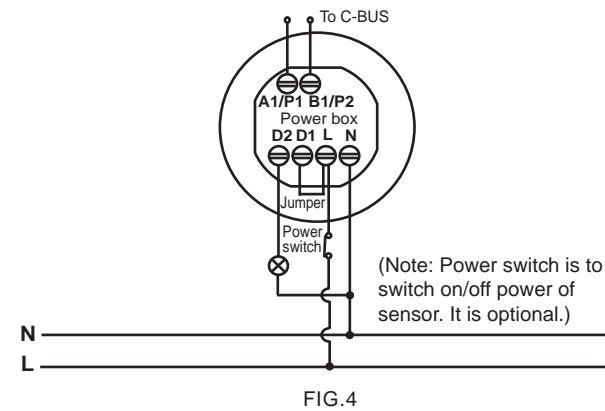 To C-BUS
A1/P1 B1/P2
Power box
D2 D1 L N
Jumper
Power
switch
(Note: Power switch is to
switch on/off power of
sensor. It is optional.)
N
L
FIG.4